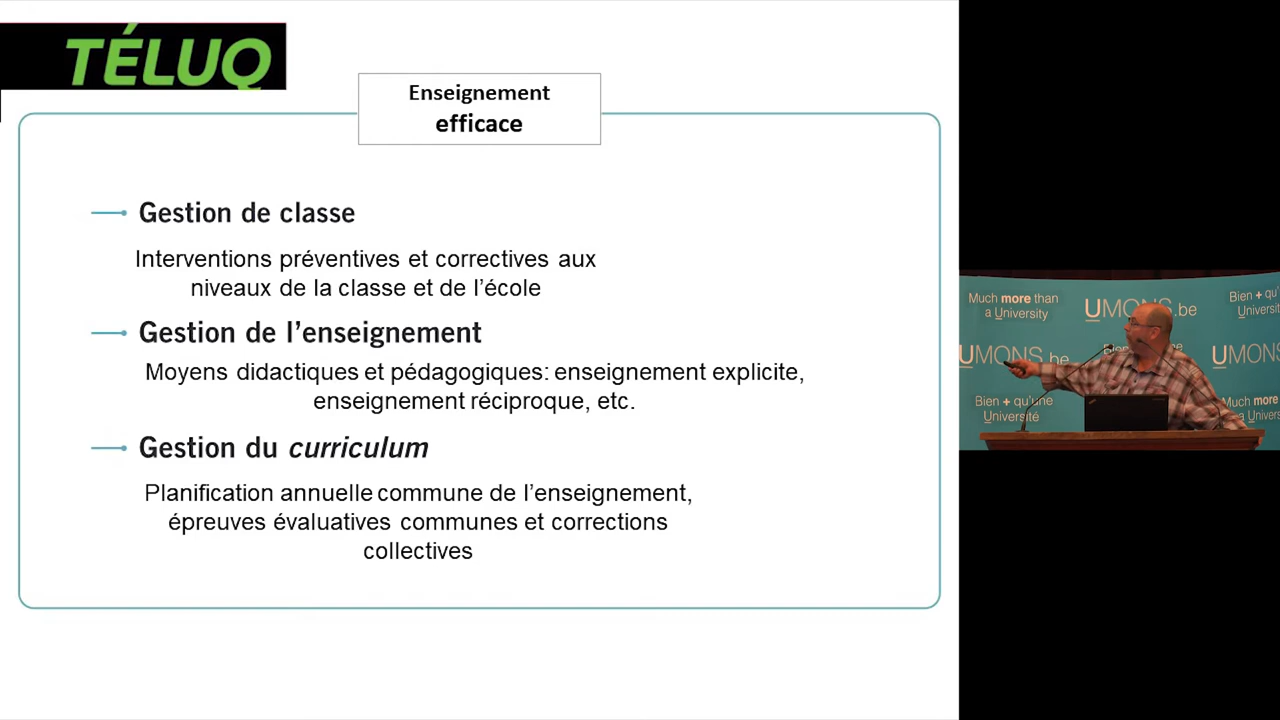 TÉLUQ
Enseignement
efficace
Gestion de classe
Interventions préventives et correctives aux
niveaux de la classe et de l’école
Gestion de l’enseignement
Moyens didactiques et pédagogiques: enseignement explicite,
enseignement réciproque, etc.
Gestion du curriculum
Planification annuelle commune de l’enseignement,
épreuves évaluatives communes et corrections
collectives
Much more than
a University
UMONS.be
Bien + qu'
Universit
UMONS.be
UMONS
Bien + qu'une
Université
Much more
a Univers